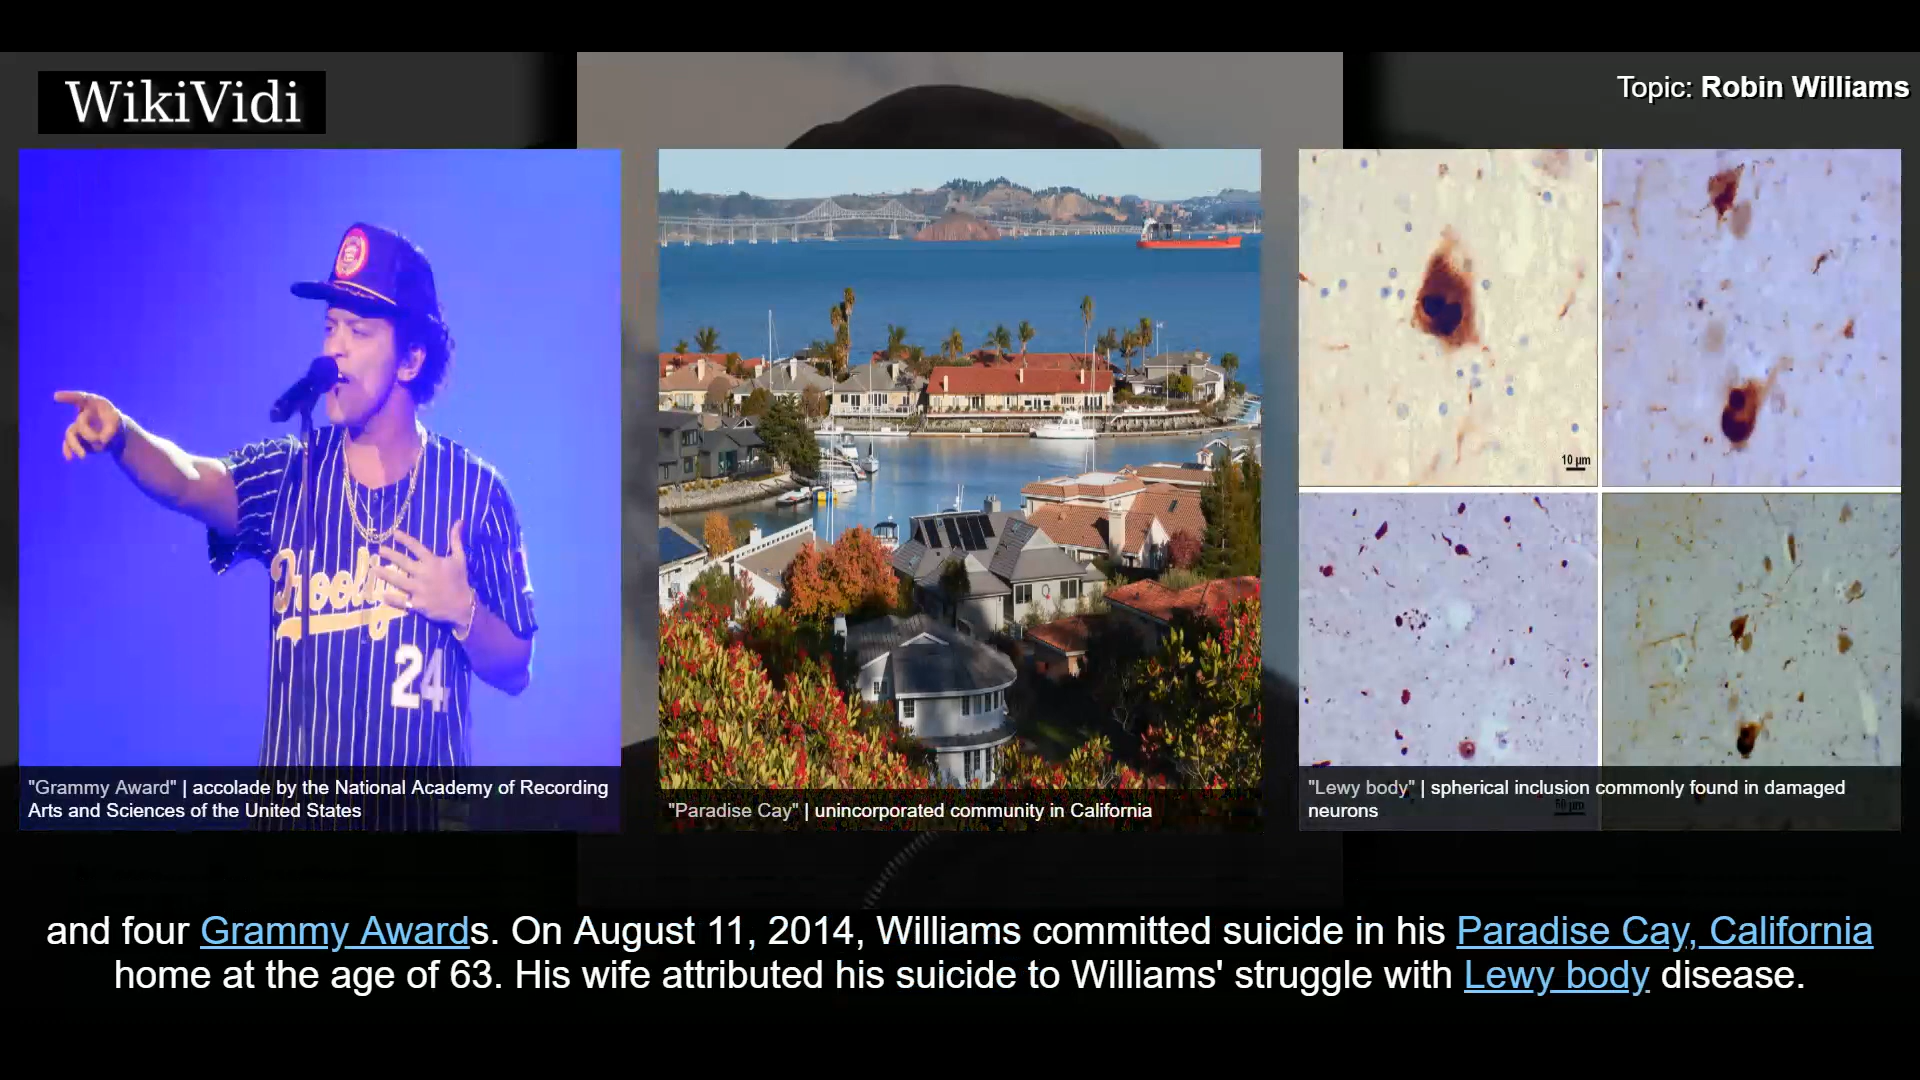 WikiVidi
Topic: Robin Williams
24
10 µm
"Grammy Award" | accolade by the National Academy of Recording
Arts and Sciences of the United States
"Paradise Cay" | unincorporated community in California
"Lewy body" | spherical inclusion commonly found in damaged
neurons
50 µm
and four Grammy Awards. On August 11, 2014, Williams committed suicide in his Paradise Cay, California
home at the age of 63. His wife attributed his suicide to Williams' struggle with Lewy body disease.